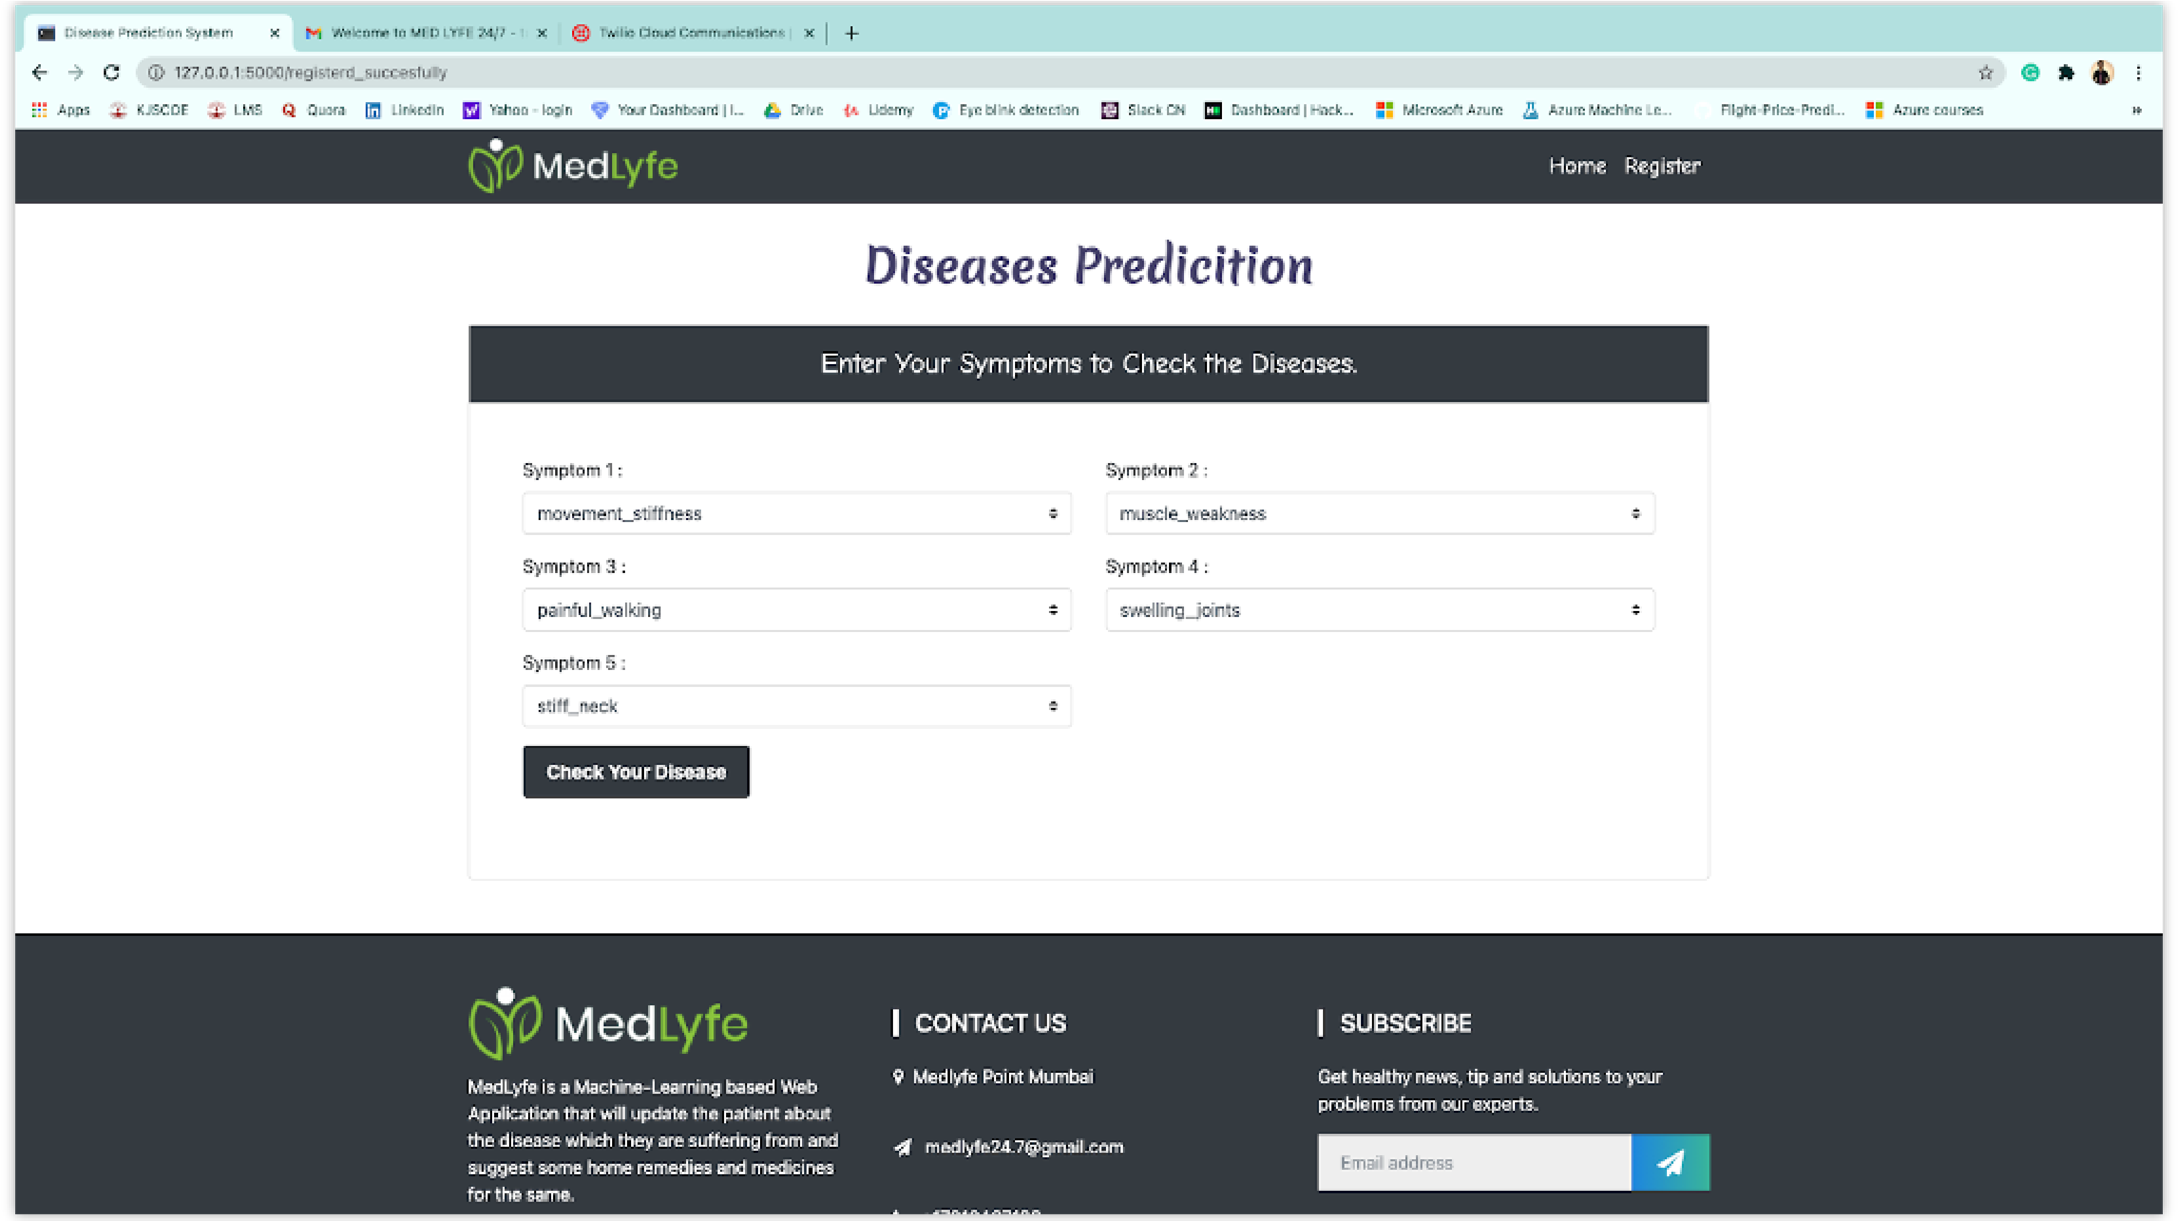 Disease Prediction System
Welcome to MED LYFE 24/7 -
Twilio Cloud Communications |
127.0.0.1:5000/registerd_succesfully
Apps KJSCOE LMS Quora LinkedIn Yahoo - login Your Dashboard | I... Drive Udemy Eye blink detection Slack CN Dashboard | Hack... Microsoft Azure Azure Machine Le... Flight-Price-Predi... Azure courses
MedLyfe
Home Register
Diseases Predicition
Enter Your Symptoms to Check the Diseases.
Symptom 1 : Symptom 2 :
movement_stiffness muscle_weakness
Symptom 3 : Symptom 4 :
painful_walking swelling_joints
Symptom 5 :
stiff_neck
Check Your Disease
MedLyfe
MedLyfe is a Machine-Learning based Web
Application that will update the patient about
the disease which they are suffering from and
suggest some home remedies and medicines
for the same.
CONTACT US
Medlyfe Point Mumbai
medlyfe24.7@gmail.com
SUBSCRIBE
Get healthy news, tip and solutions to your
problems from our experts.
Email address